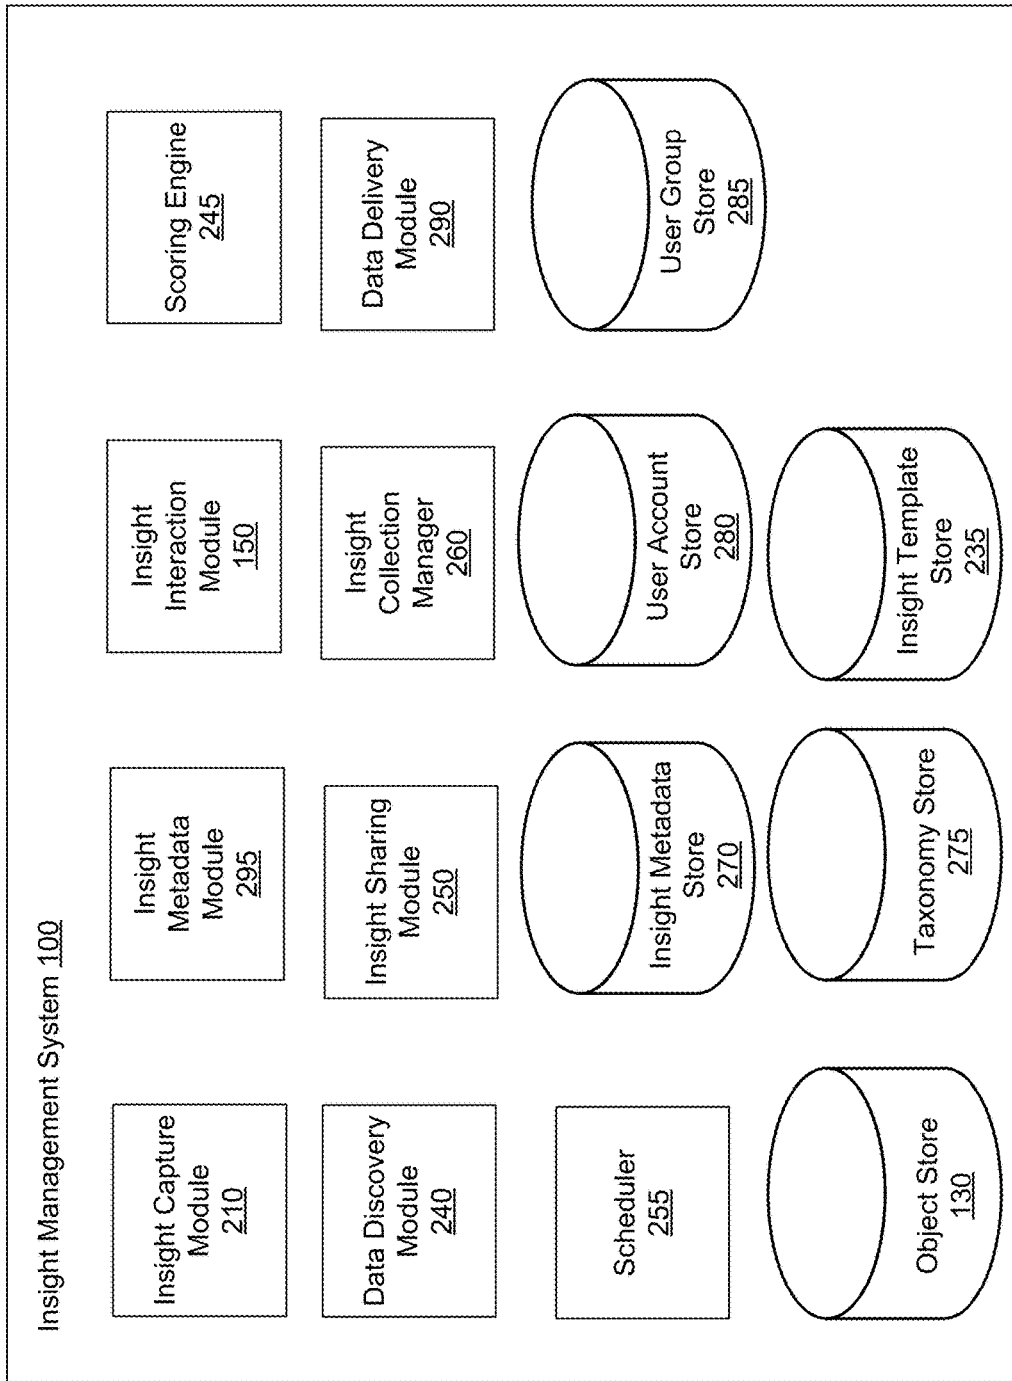 Insight Management System 100
Insight Capture
Module
210
Insight
Metadata
Module
295
Insight
Interaction
Module
150
Scoring Engine
245
Data Discovery
Module
240
Insight Sharing
Module
250
Insight
Collection
Manager
260
Data Delivery
Module
290
Scheduler
255
Insight Metadata
Store
270
User Account
Store
280
User Group
Store
285
Object Store
130
Taxonomy Store
275
Insight Template
Store
235